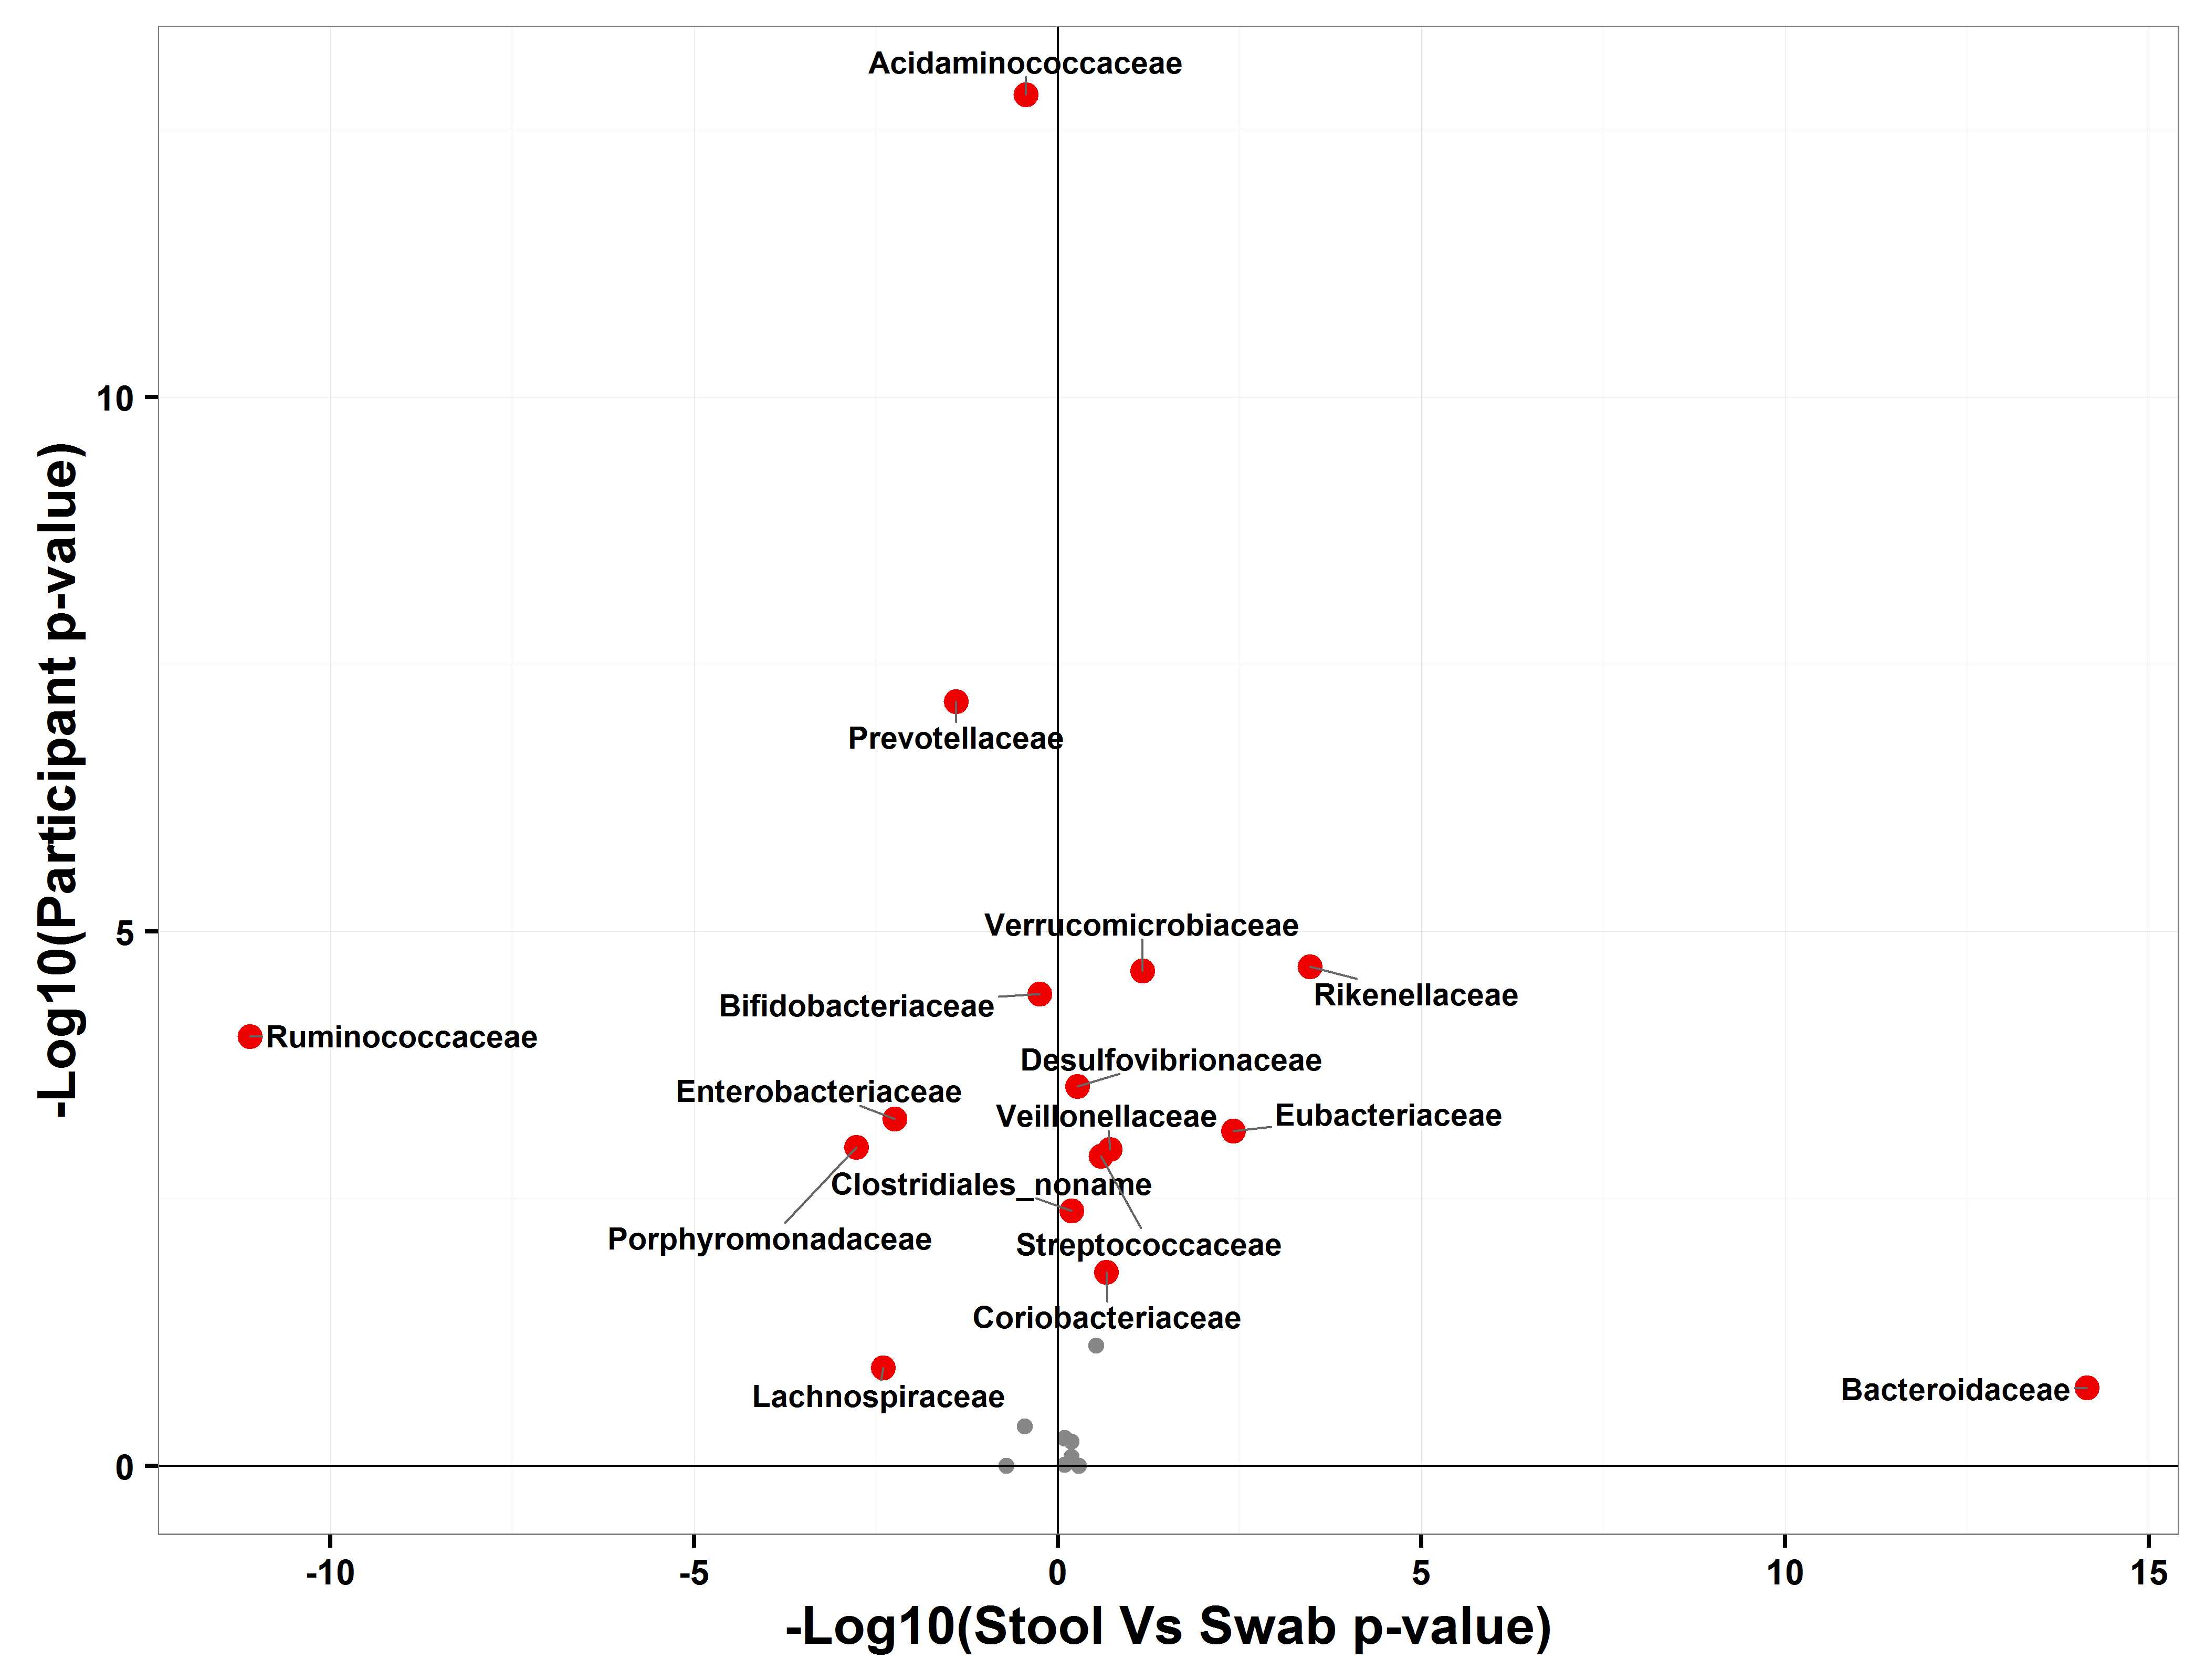 Acidaminococcaceae
10
Prevotellaceae
-Log10(Participant p-value)
Verrucomicrobiaceae
5
Rikenellaceae
Bifidobacteriaceae
Ruminococcaceae
Desulfovibrionaceae
Enterobacteriaceae
Veillonellaceae
Eubacteriaceae
Clostridiales_noname
Porphyromonadaceae
Streptococcaceae
Coriobacteriaceae
Lachnospiraceae
Bacteroidaceae
0
-10 -5 0 5 10 15
-Log10(Stool Vs Swab p-value)